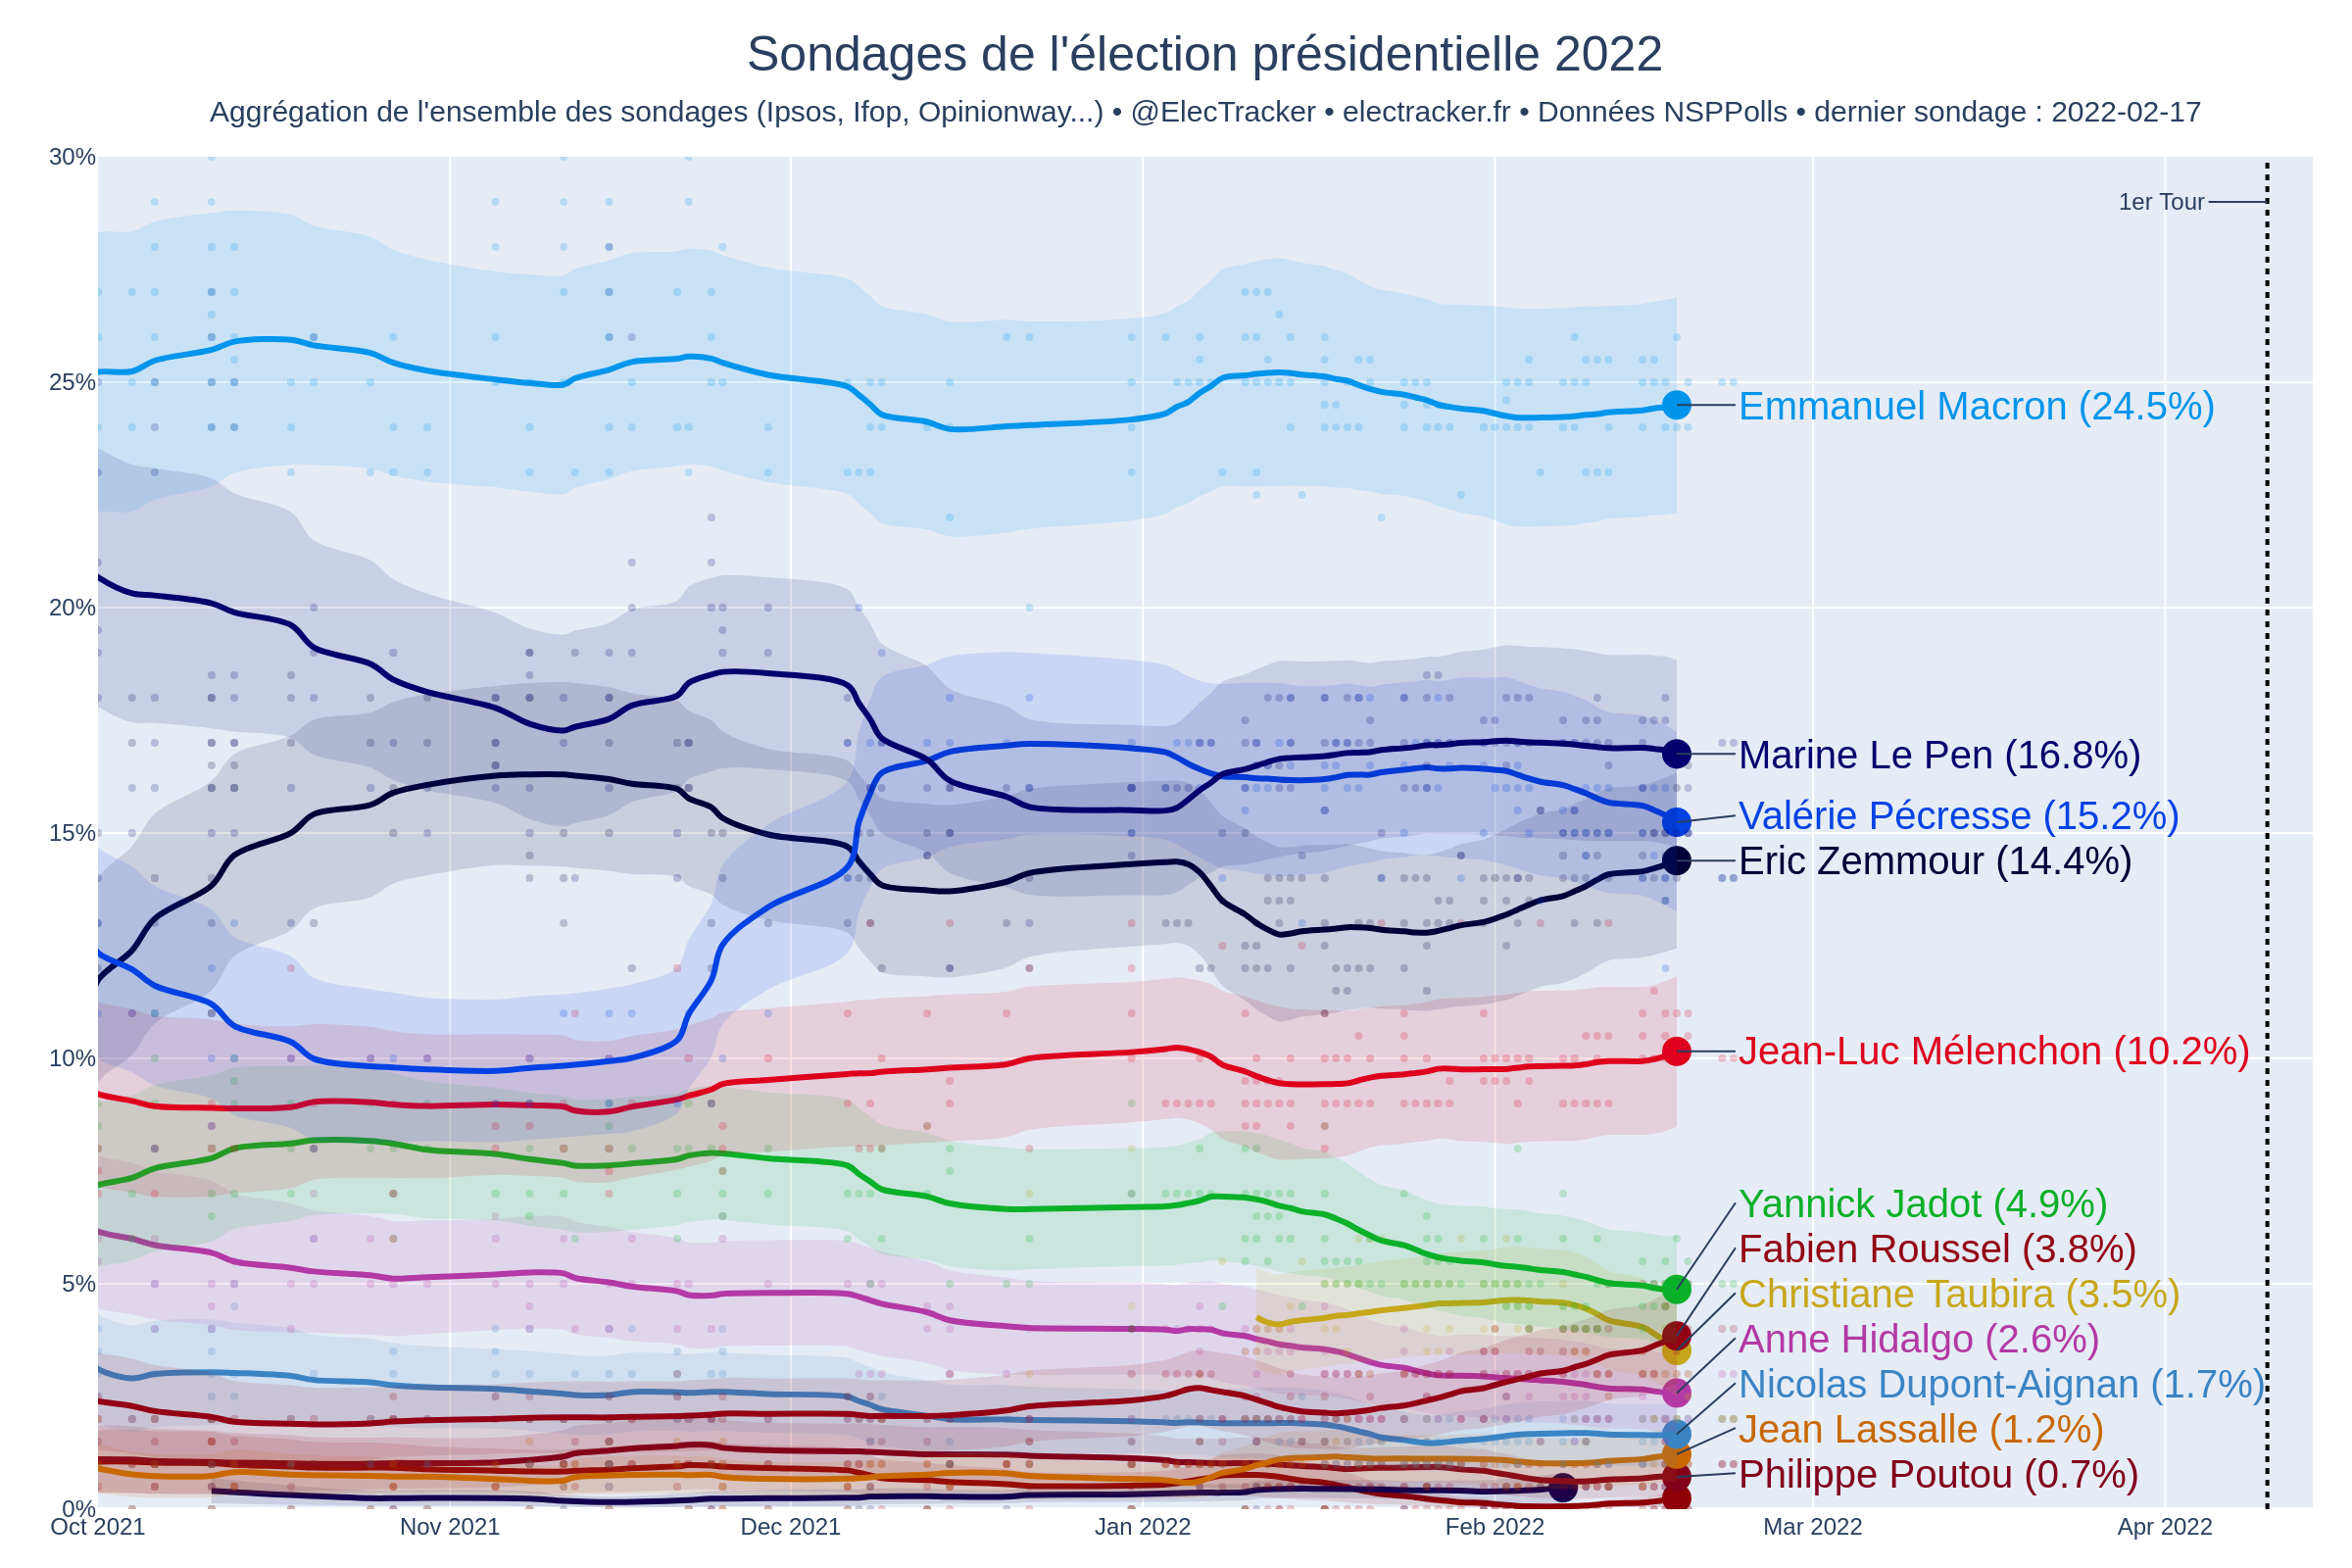 Sondages de l'élection présidentielle 2022
Aggrégation de l'ensemble des sondages (Ipsos, Ifop, Opinionway...) • @ElecTracker • electracker.fr • Données NSPPolls • dernier sondage : 2022-02-17
30%
1er Tour
25%
Emmanuel Macron (24.5%)
20%
Marine Le Pen (16.8%)
Valérie Pécresse (15.2%)
15%
Eric Zemmour (14.4%)
10%
Jean-Luc Mélenchon (10.2%)
Yannick Jadot (4.9%)
Fabien Roussel (3.8%)
5%
Christiane Taubira (3.5%)
Anne Hidalgo (2.6%)
Nicolas Dupont-Aignan (1.7%)
Jean Lassalle (1.2%)
Philippe Poutou (0.7%)
0%
Oct 2021 Nov 2021 Dec 2021 Jan 2022 Feb 2022 Mar 2022 Apr 2022